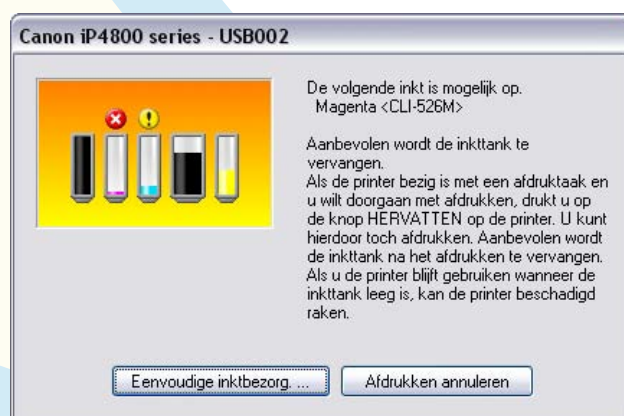 Canon iP4800 series - USB002
De volgende inkt is mogelijk op.
Magenta <CLI-526M>
Aanbevolen wordt de inkttank te
vervangen.
Als de printer bezig is met een afdruktaak en
u wilt doorgaan met afdrukken, drukt u op
de knop HERVATTEN op de printer. U kunt
hierdoor toch afdrukken. Aanbevolen wordt
de inkttank na het afdrukken te vervangen.
Als u de printer blijft gebruiken wanneer de
inkttank leeg is, kan de printer beschadigd
raken.
Eenvoudige inktbezorg. ...
Afdrukken annuleren